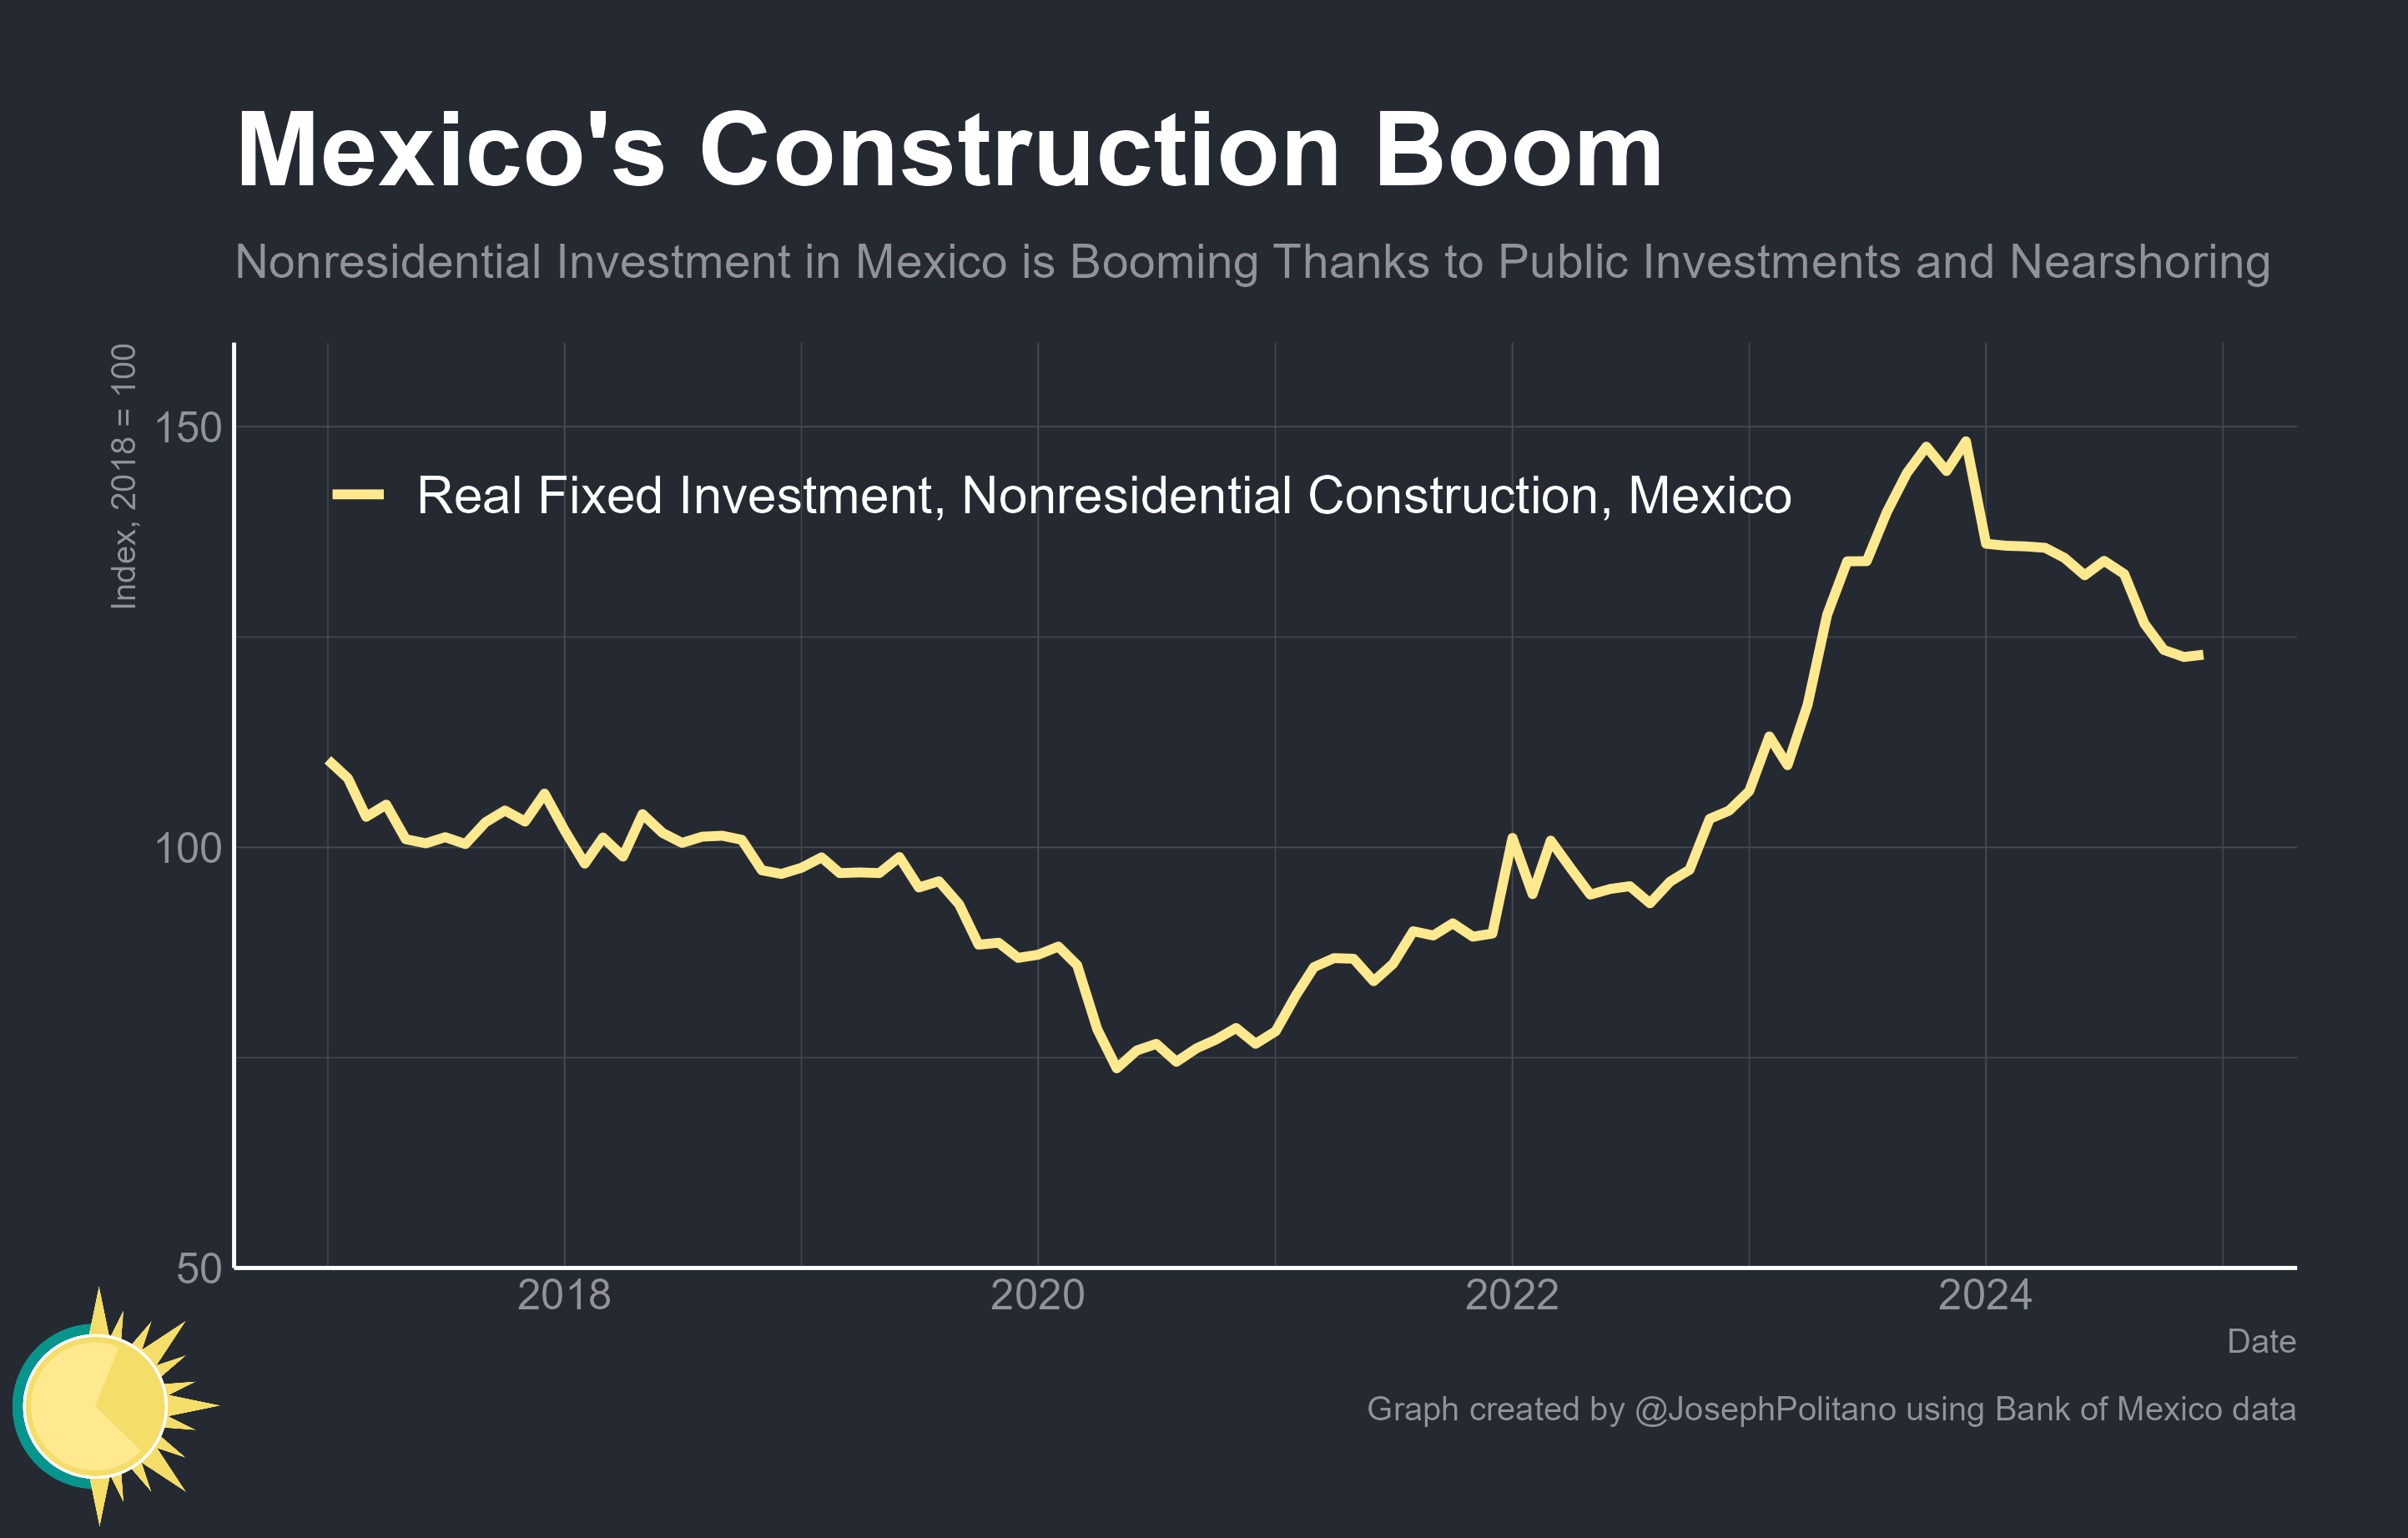 Mexico's Construction Boom
Nonresidential Investment in Mexico is Booming Thanks to Public Investments and Nearshoring
Index, 2018 = 100
150
Real Fixed Investment, Nonresidential Construction, Mexico
100
50
2018 2020 2022 2024
Date
Graph created by @JosephPolitano using Bank of Mexico data